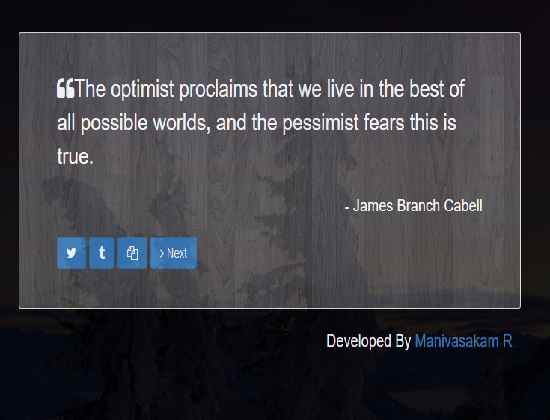 “The optimist proclaims that we live in the best of
all possible worlds, and the pessimist fears this is
true.
- James Branch Cabell
t
› Next
Developed By Manivasakam R